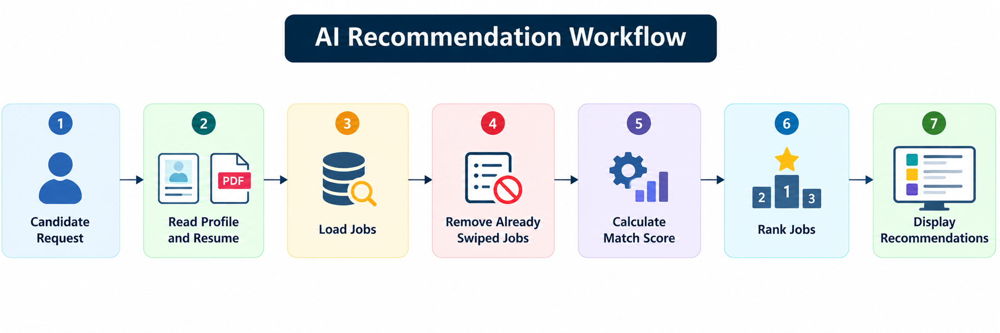 AI Recommendation Workflow
1
Candidate
Request
2
PDF
Read Profile
and Resume
3
Load Jobs
4
Remove Already
Swiped Jobs
5
Calculate
Match Score
6
2 1 3
Rank Jobs
7
Display
Recommendations